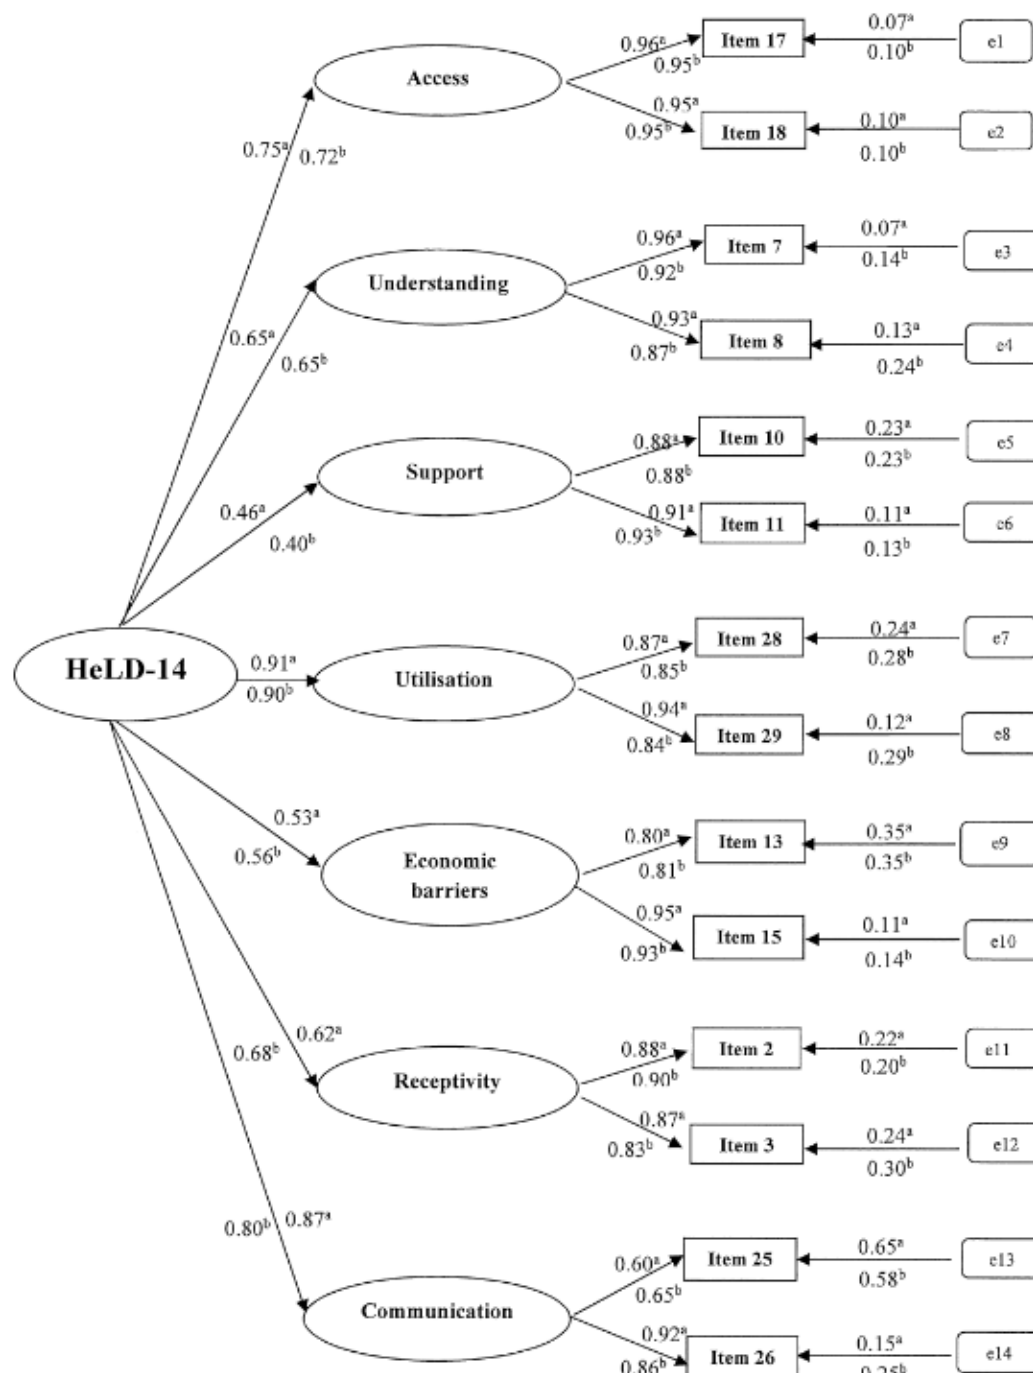 0.07ᵃ
0.96ᵃ Item 17 e1
0.95ᵇ 0.10ᵇ
Access
0.95ᵃ 0.10ᵃ
0.95ᵇ Item 18 e2
0.75ᵃ 0.72ᵇ 0.10ᵇ
0.96ᵃ 0.07ᵃ
Item 7 e3
0.92ᵇ 0.14ᵇ
Understanding
0.93ᵃ 0.13ᵃ
0.65ᵃ 0.87ᵇ Item 8 e4
0.65ᵇ 0.24ᵇ
0.88ᵃ Item 10 0.23ᵃ e5
0.88ᵇ 0.23ᵇ
Support
0.46ᵃ 0.91ᵃ 0.11ᵃ
0.40ᵇ 0.93ᵇ Item 11 0.13ᵇ e6
0.87ᵃ Item 28 0.24ᵃ e7
0.85ᵇ 0.28ᵇ
HeLD-14 0.91ᵃ Utilisation
0.90ᵇ 0.94ᵃ 0.12ᵃ
0.84ᵇ Item 29 e8
0.29ᵇ
0.53ᵃ 0.80ᵃ Item 13 0.35ᵃ e9
0.56ᵇ Economic 0.81ᵇ 0.35ᵇ
barriers
0.95ᵃ 0.11ᵃ
0.93ᵇ Item 15 0.14ᵇ e10
0.62ᵃ 0.88ᵃ Item 2 0.22ᵃ e11
0.68ᵇ 0.90ᵇ 0.20ᵇ
Receptivity
0.87ᵃ 0.24ᵃ
0.83ᵇ Item 3 0.30ᵇ e12
0.80ᵇ 0.87ᵃ
0.60ᵃ Item 25 0.65ᵃ e13
0.65ᵇ 0.58ᵇ
Communication
0.92ᵃ 0.15ᵃ
0.86ᵇ Item 26 e14